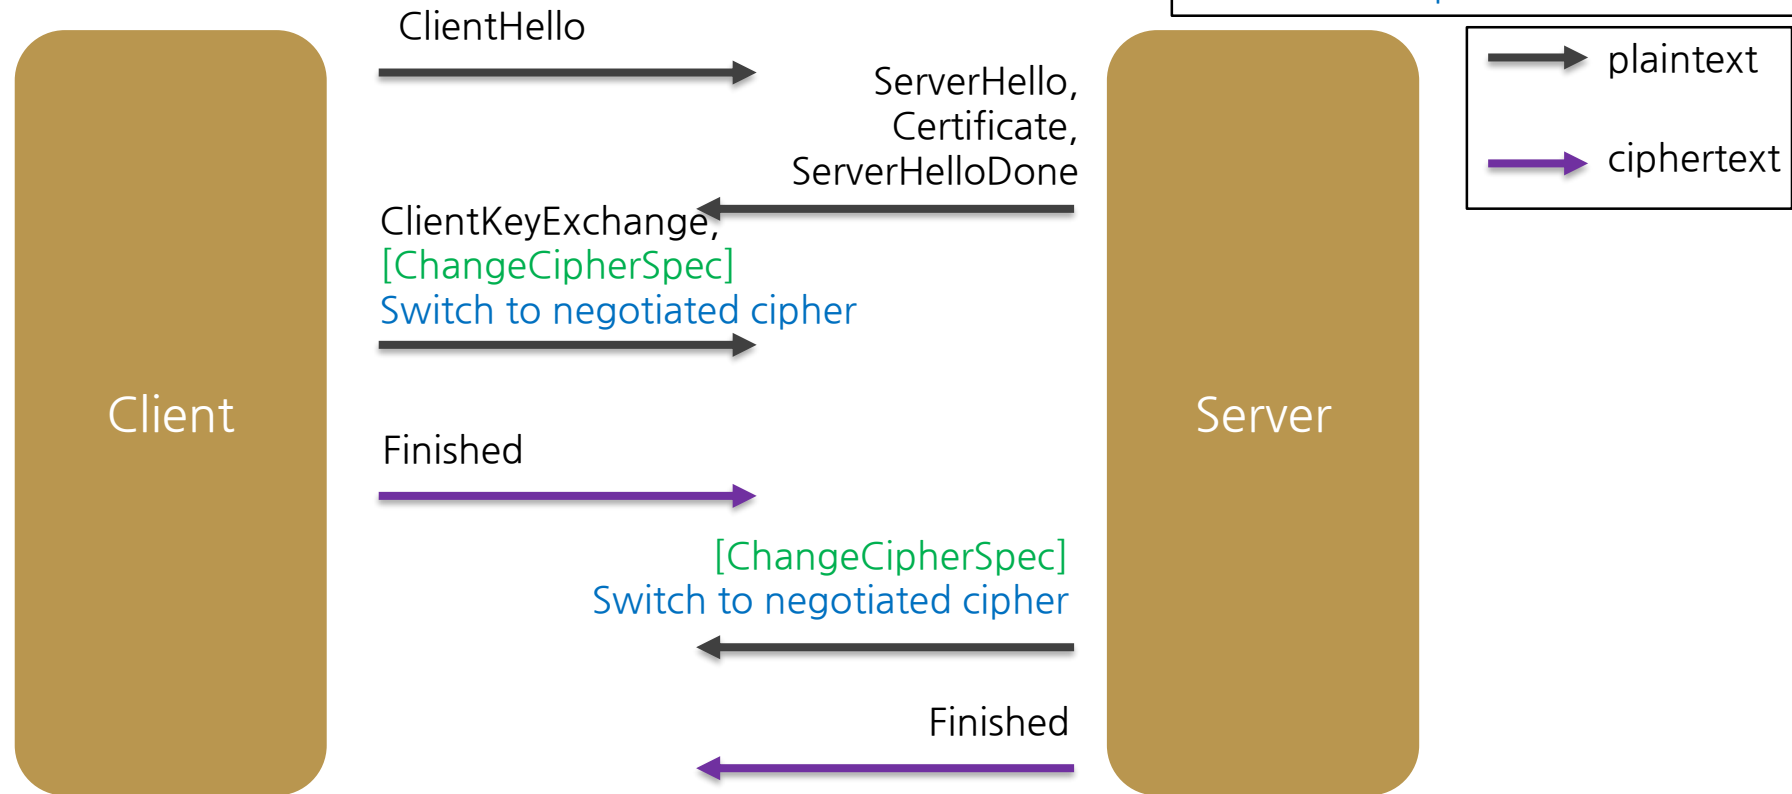 ClientHello
plaintext
ServerHello,
Certificate,
ServerHelloDone
ciphertext
ClientKeyExchange,
[ChangeCipherSpec]
Switch to negotiated cipher
Client
Server
Finished
[ChangeCipherSpec]
Switch to negotiated cipher
Finished